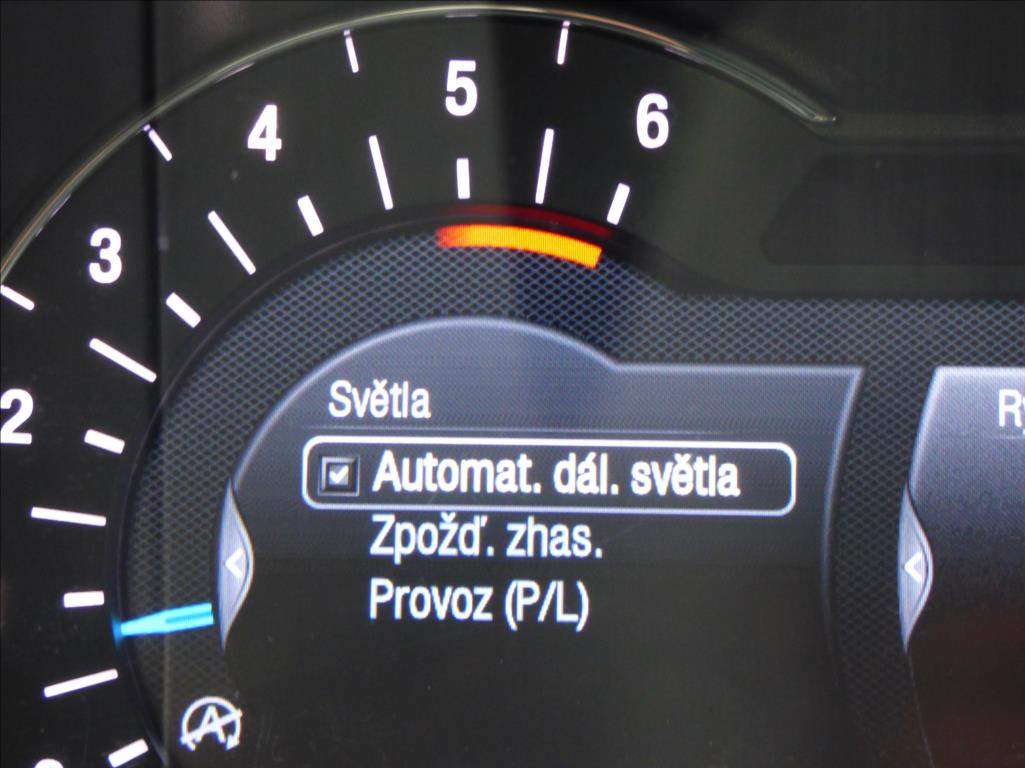 5
6
4
3
2
Světla
Automat. dál. světla
Zpožď. zhas.
Provoz (P/L)
A